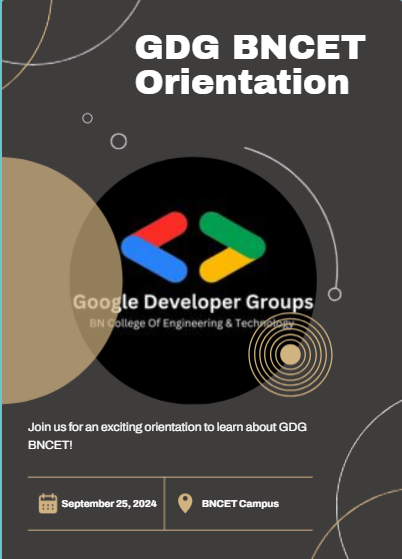 GDG BNCET
Orientation
Google Developer Groups
BN College Of Engineering & Technology
Join us for an exciting orientation to learn about GDG
BNCET!
September 25, 2024
BNCET Campus